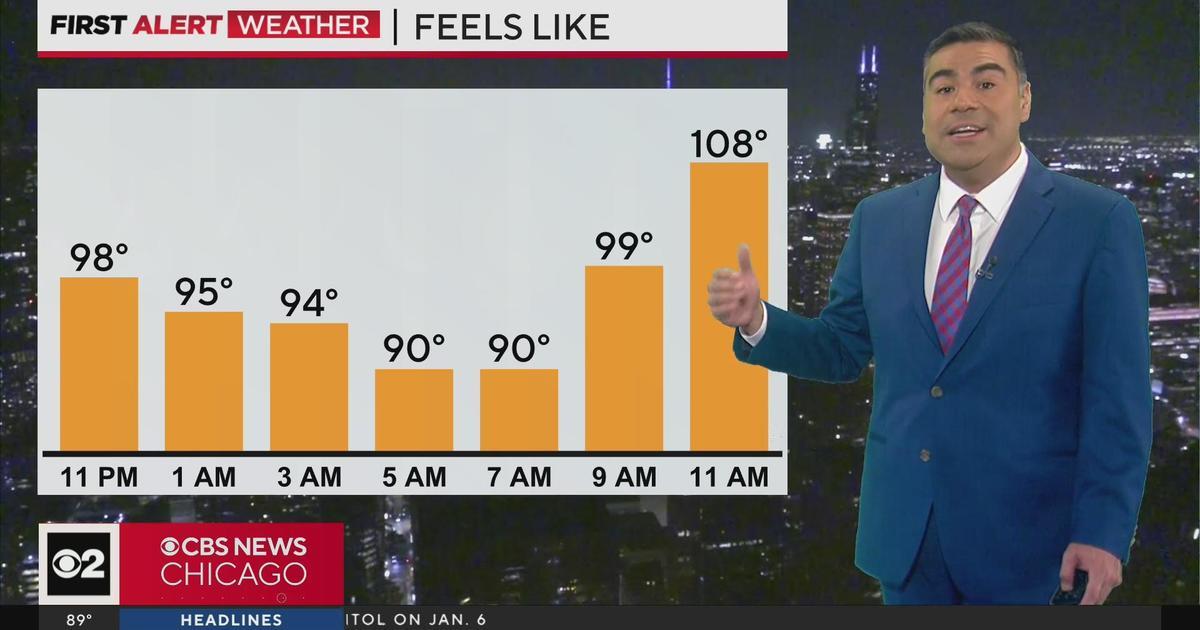 FIRST ALERT WEATHER | FEELS LIKE
108°
98°
95°
94°
90°
90°
99°
11 PM 1 AM 3 AM 5 AM 7 AM 9 AM 11 AM
2
CBS NEWS
CHICAGO
89° HEADLINES ITOL ON JAN. 6